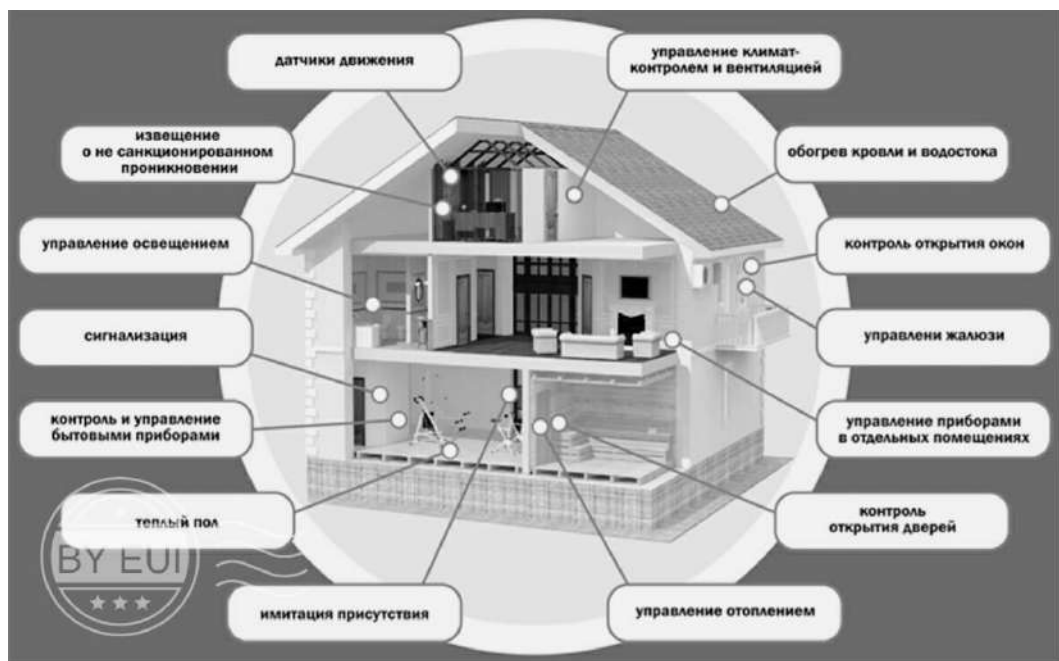 датчики движения
управление климат-
контролем и вентиляцией
извещение
о не санкционированном
проникновении
обогрев кровли и водостока
управление освещением
контроль открытия окон
сигнализация
управлени жалюзи
контроль и управление
бытовыми приборами
управление приборами
в отдельных помещениях
теплый пол
контроль
открытия дверей
BY EUI
имитация присутствия
управление отоплением